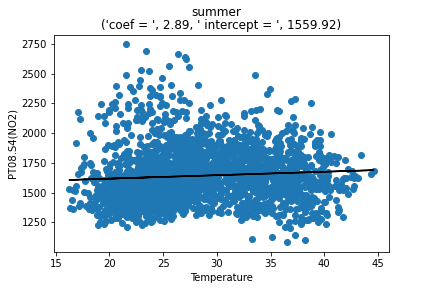 summer
('coef = ', 2.89, ' intercept = ', 1559.92)
2750
2500
2250
2000
1750
1500
1250
PT08.S4(NO2)
15 20 25 30 35 40 45
Temperature